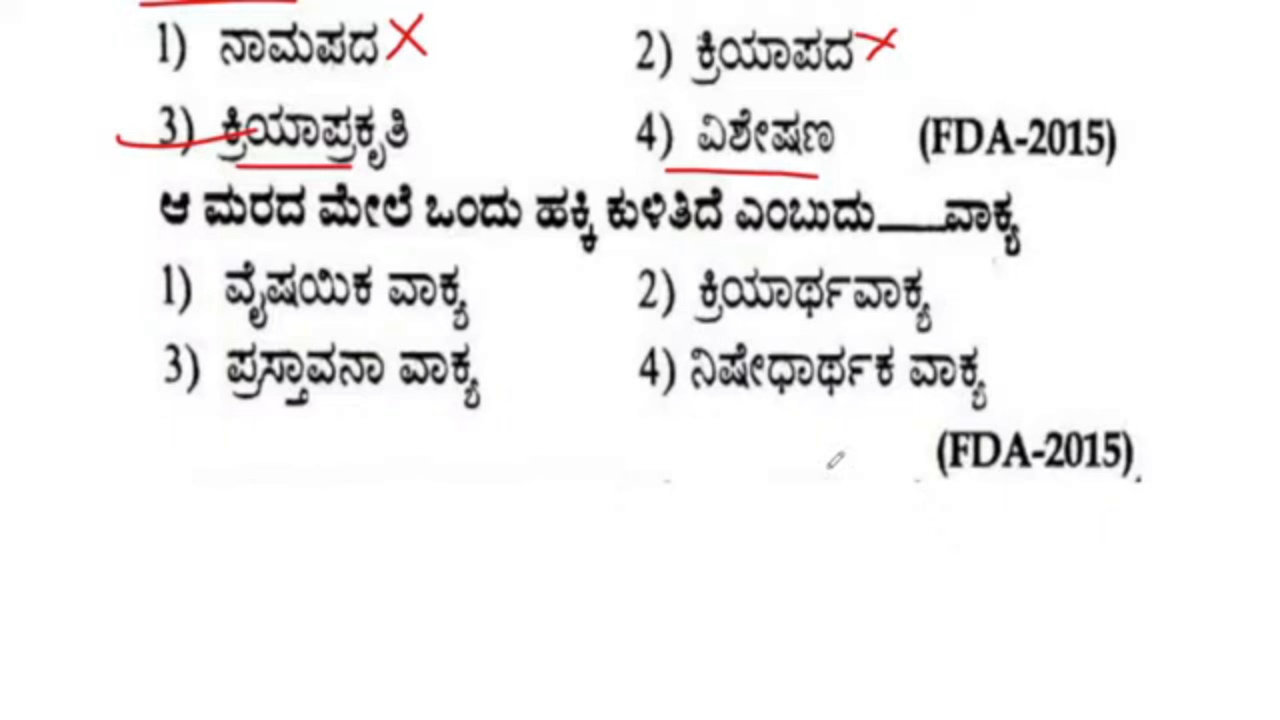 1) ನಾಮಪದ 2) ಕ್ರಿಯಾಪದ
3) ಕ್ರಿಯಾಪ್ರಕೃತಿ 4) ವಿಶೇಷಣ (FDA-2015)
ಆ ಮರದ ಮೇಲೆ ಒಂದು ಹಕ್ಕಿ ಕುಳಿತಿದೆ ಎಂಬುದು____ವಾಕ್ಯ
1) ವೈಷಯಿಕ ವಾಕ್ಯ 2) ಕ್ರಿಯಾರ್ಥವಾಕ್ಯ
3) ಪ್ರಸ್ತಾವನಾ ವಾಕ್ಯ 4) ನಿಷೇಧಾರ್ಥಕ ವಾಕ್ಯ
(FDA-2015)